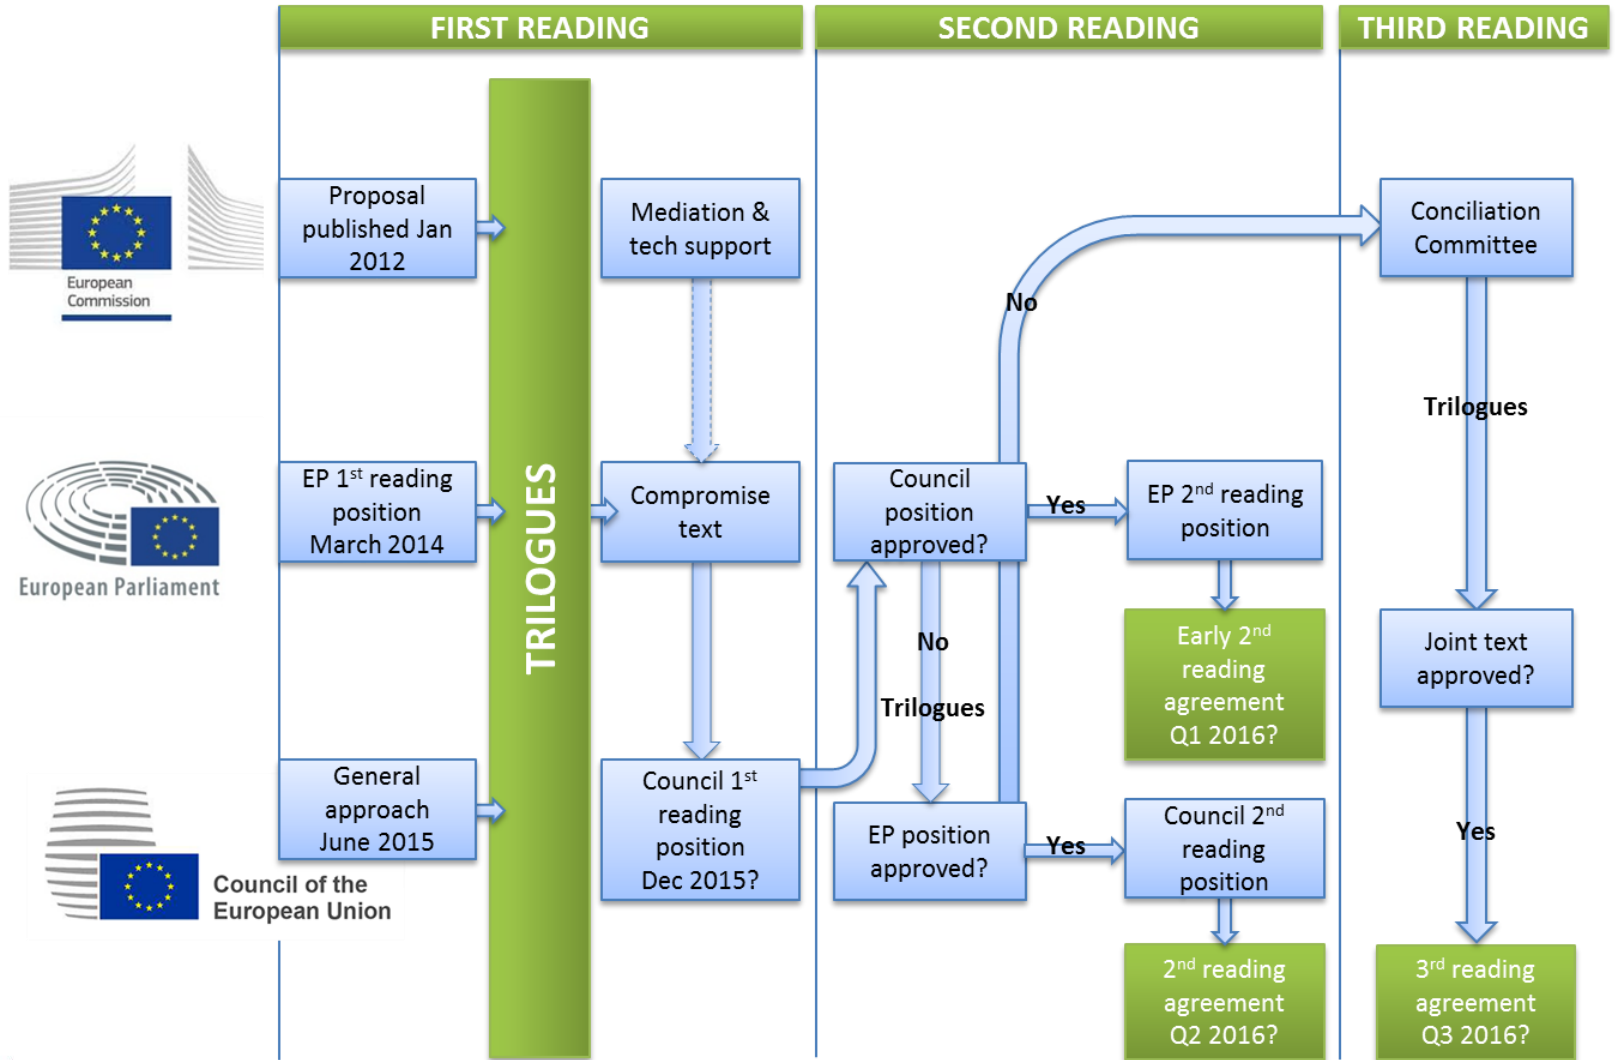 FIRST READING
SECOND READING
THIRD READING
European
Commission
Proposal
published Jan
2012
Mediation &
tech support
Conciliation
Committee
No
Trilogues
European Parliament
EP 1st reading
position
March 2014
TRILOGUES
Compromise
text
Council
position
approved?
Yes
EP 2nd reading
position
No
Trilogues
Early 2nd
reading
agreement
Q1 2016?
Joint text
approved?
Council of the
European Union
General
approach
June 2015
Council 1st
reading
position
Dec 2015?
EP position
approved?
Yes
Council 2nd
reading
position
Yes
2nd reading
agreement
Q2 2016?
3rd reading
agreement
Q3 2016?